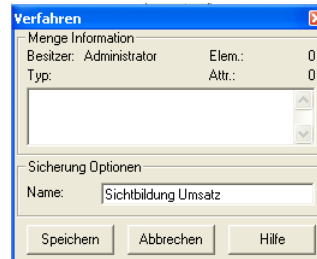 Verfahren
Menge Information
Besitzer: Administrator Elem.: 0
Typ: Attr.: 0
Sicherung Optionen
Name: Sichtbildung Umsatz
Speichern Abbrechen Hilfe